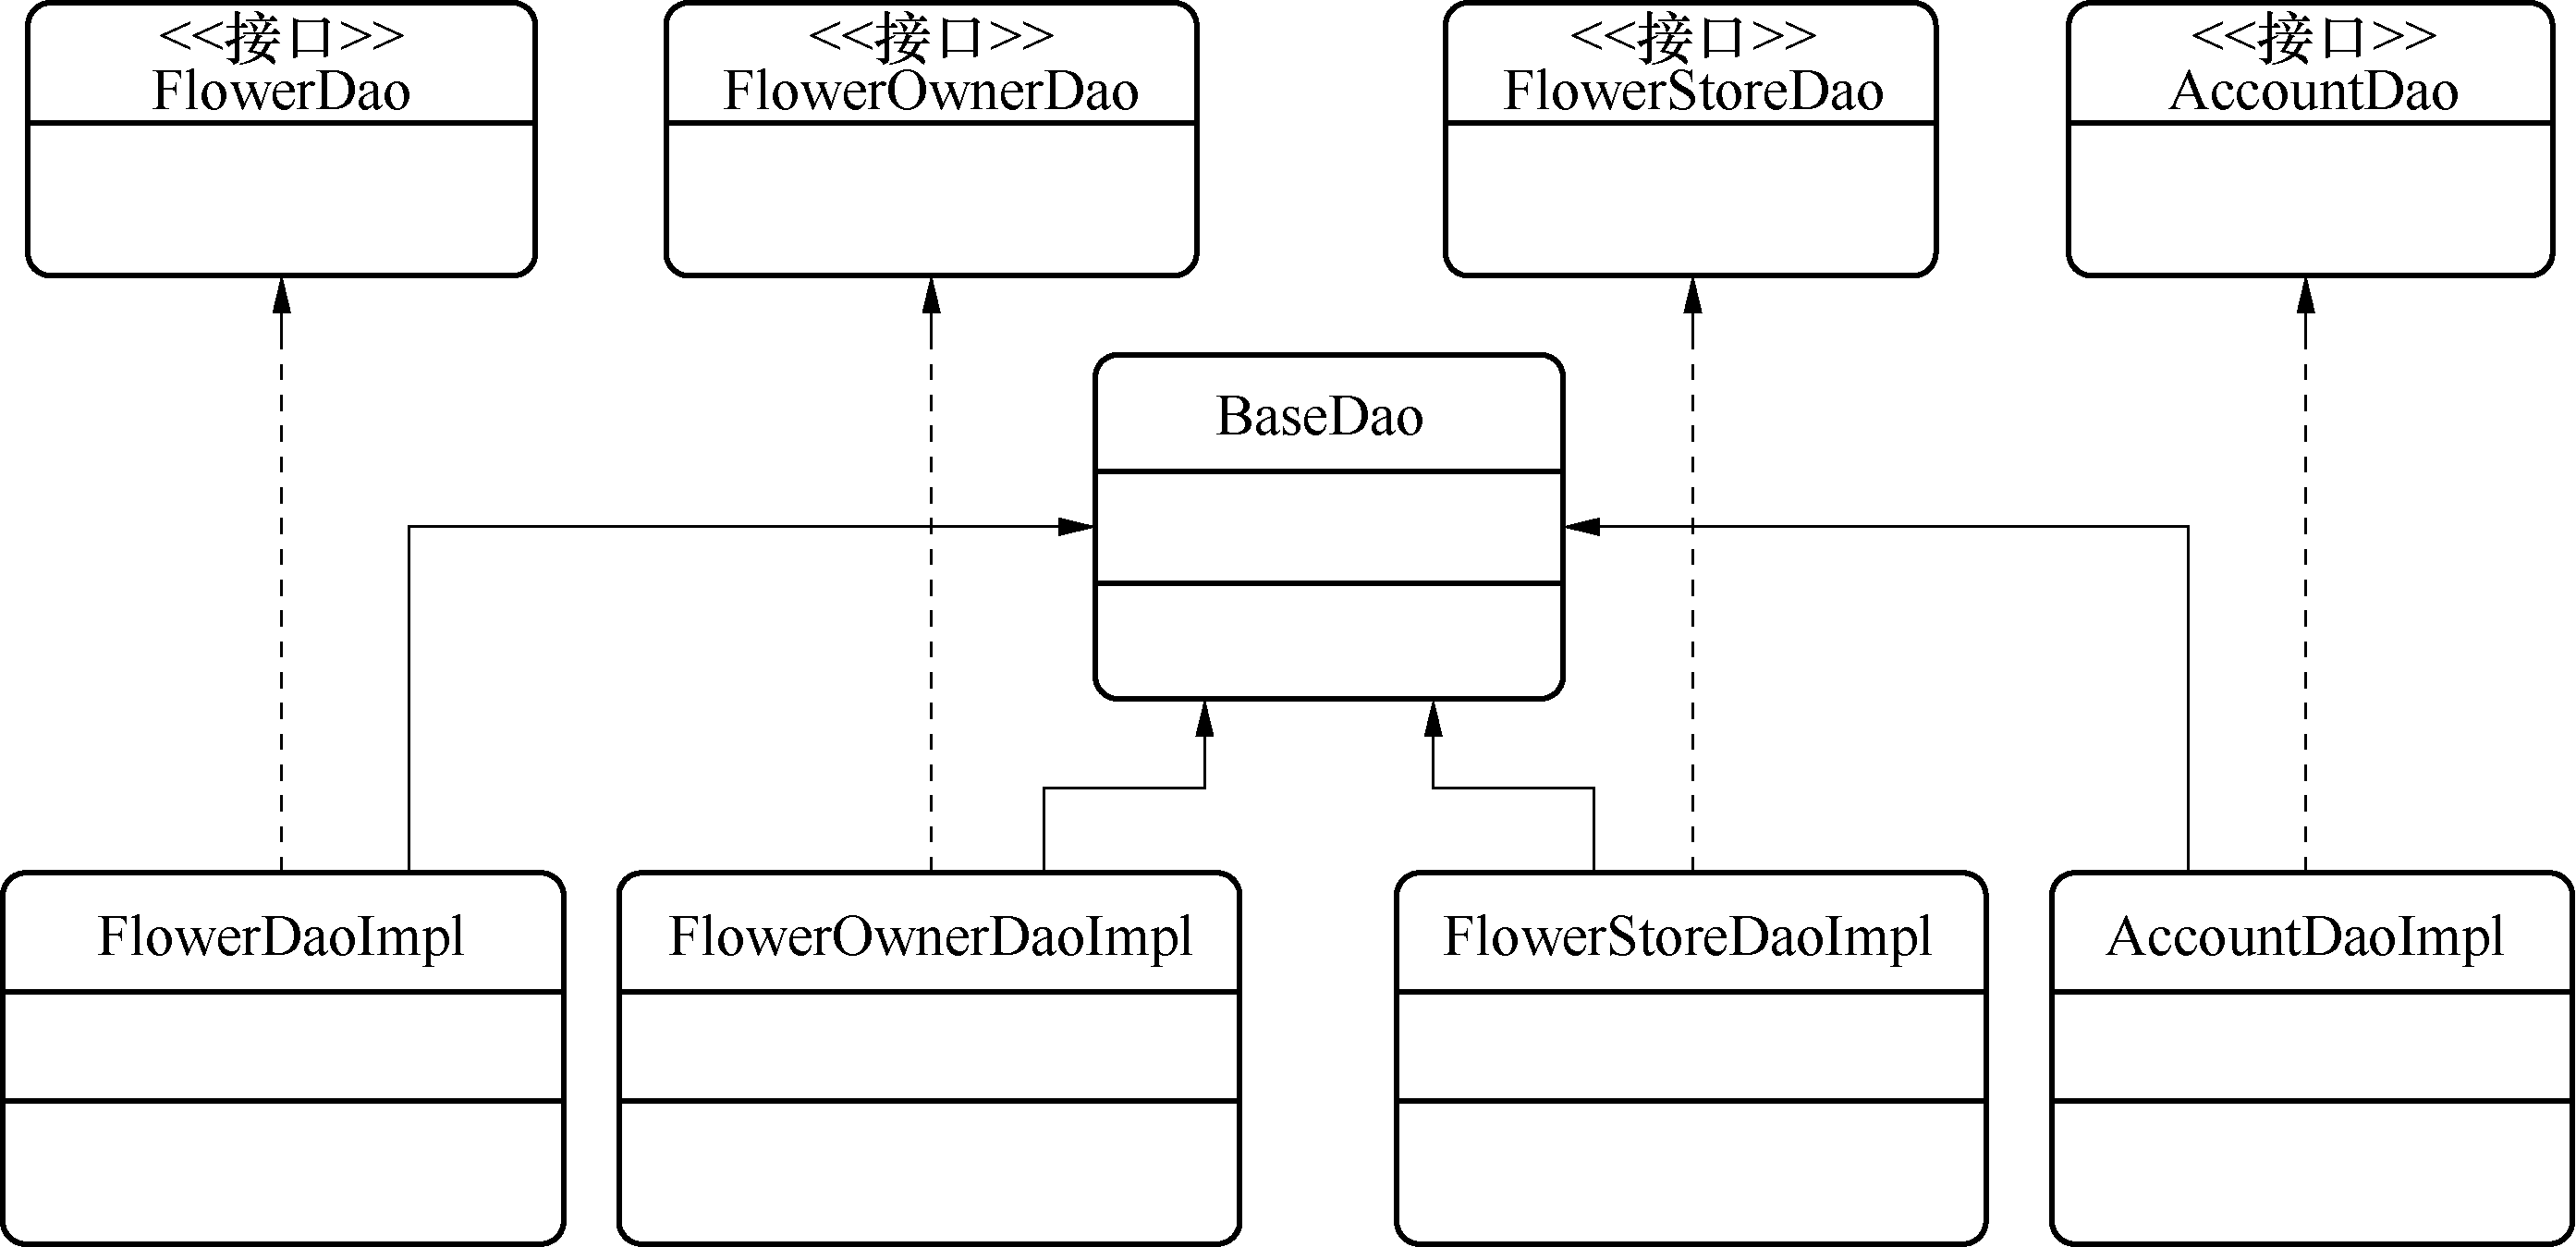 <<接口>>
FlowerDao
<<接口>>
FlowerOwnerDao
<<接口>>
FlowerStoreDao
<<接口>>
AccountDao
BaseDao
FlowerDaoImpl
FlowerOwnerDaoImpl
FlowerStoreDaoImpl
AccountDaoImpl